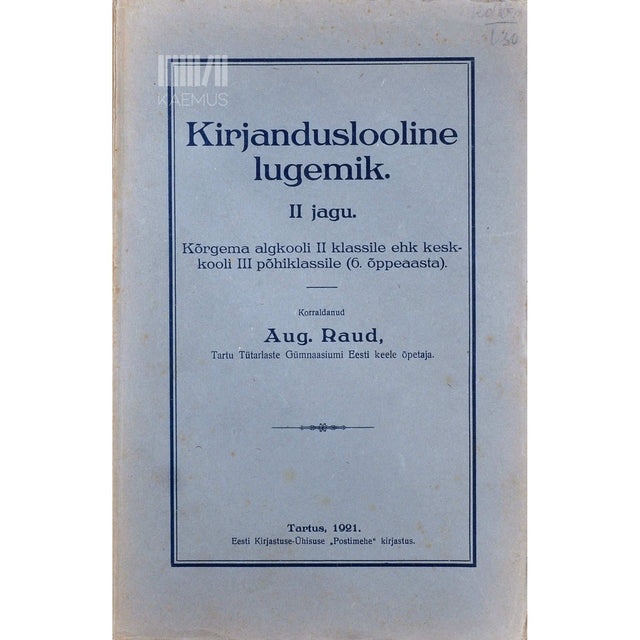 KAEMUS
Kirjanduslooline
lugemik.
II jagu.
Kõrgema algkooli II klassile ehk kesk-
kooli III põhiklassile (6. õppeaasta).
Korraldanud
Aug. Raud,
Tartu Tütarlaste Gümnaasiumi Eesti keele õpetaja.
Tartus, 1921.
Eesti Kirjastuse-Ühisuse „Postimehe“ kirjastus.